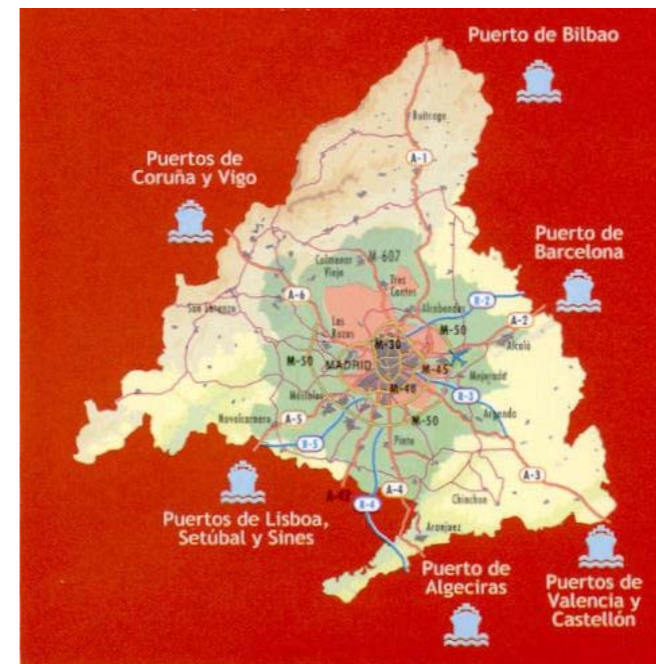 Puerto de Bilbao
Buitrago
A-1
Puertos de
Coruña y Vigo
Puerto de
Barcelona
M-607
Colmenar
Viejo
Tres
Cantos
A-6
R-2
San Lorenzo
Alcobendas
A-2
Las
Rozas
M-50
M-30
Alcalá
M-50
MADRID
M-45
Mejorada
M-40
R-3
Móstoles
Navalcarnero
A-5
M-50
Arganda
R-5
Pinto
A-3
A-42
A-4
Chinchon
R-4
Puertos de Lisboa,
Setúbal y Sines
Aranjuez
Puerto de
Algeciras
Puertos de
Valencia y
Castellón